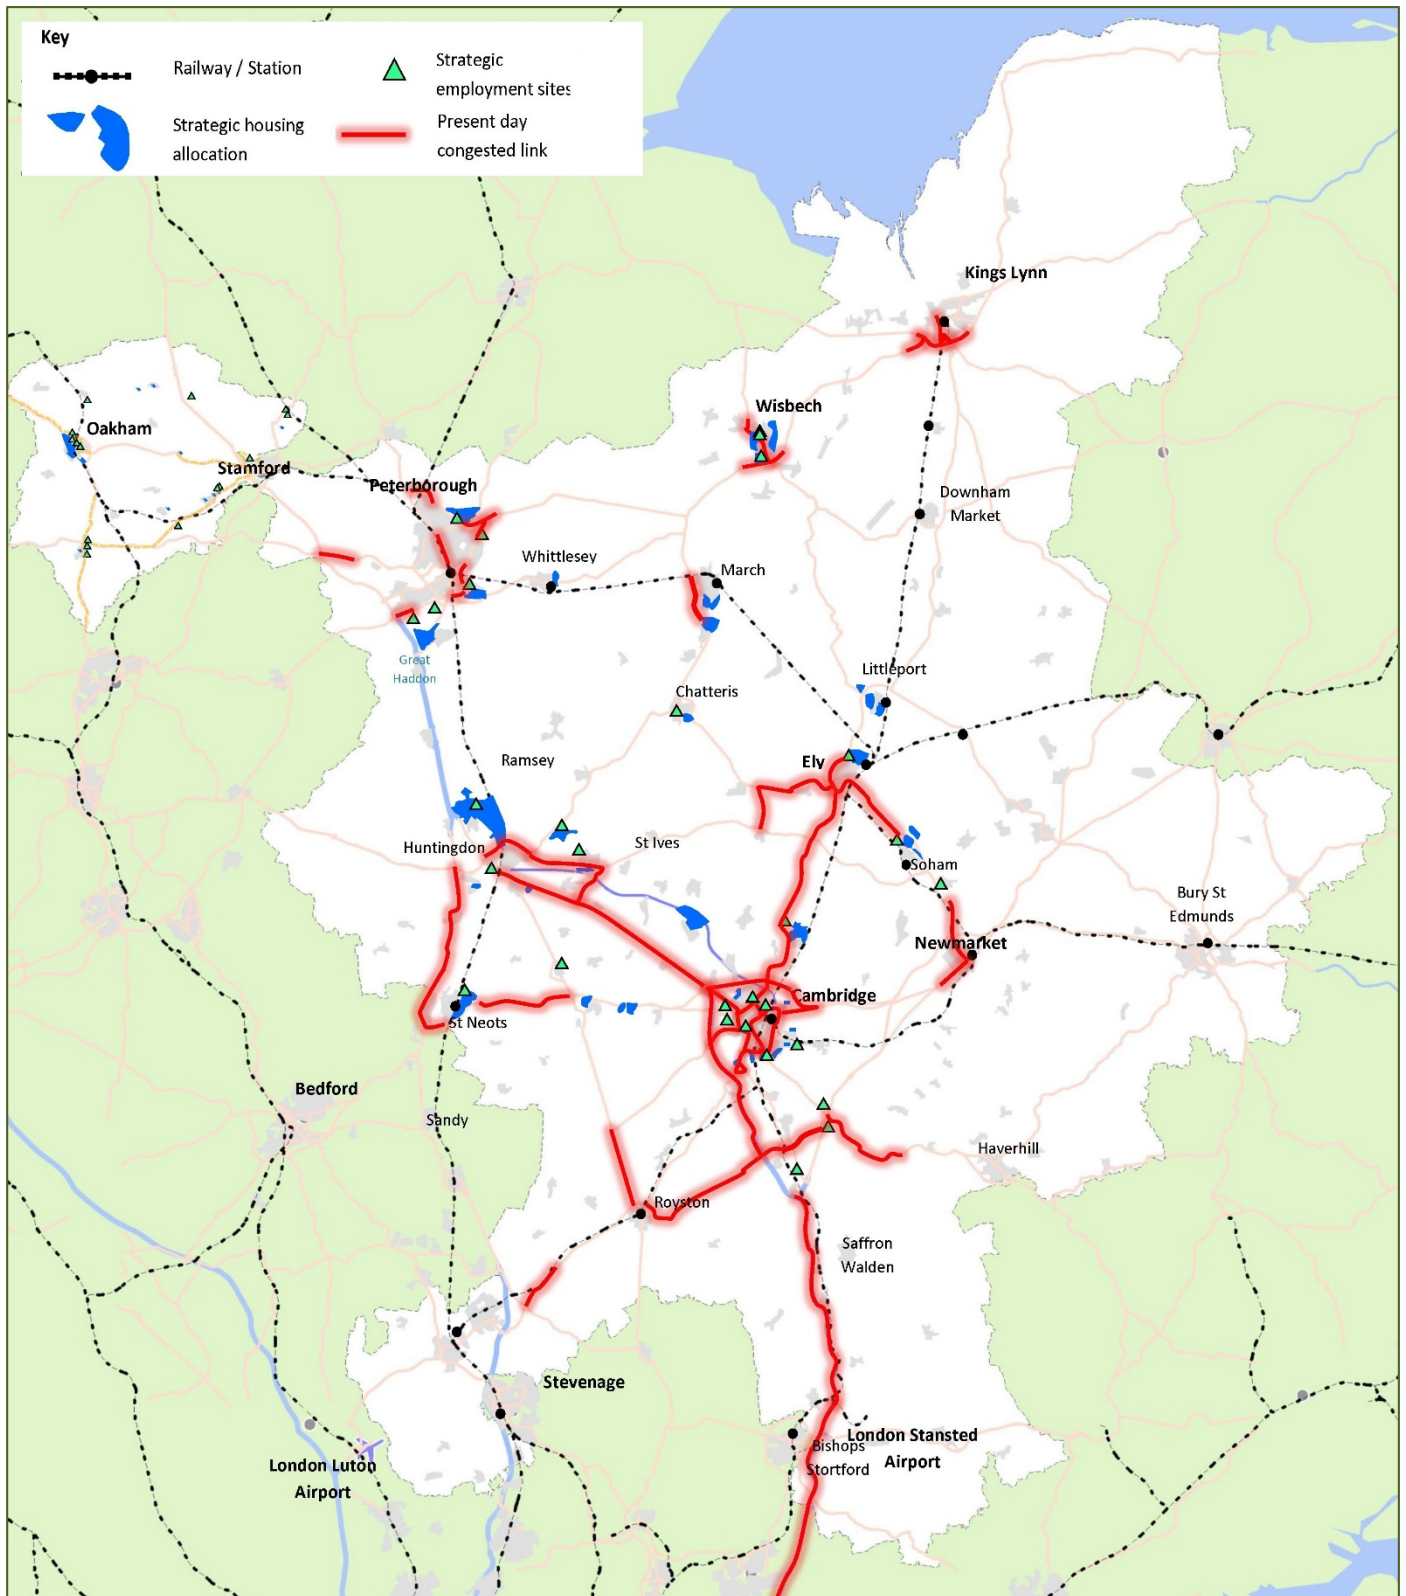 Key
Railway / Station
Strategic
employment sites
Strategic housing
allocation
Present day
congested link
Kings Lynn
Wisbech
Oakham
Stamford
Peterborough
Downham
Market
Whittlesey
March
Great
Haddon
Littleport
Chatteris
Ramsey
Ely
Huntingdon
St Ives
Soham
Bury St
Edmunds
Newmarket
Cambridge
St Neots
Bedford
Sandy
Haverhill
Royston
Saffron
Walden
Stevenage
London Stansted
Airport
Bishops
Stortford
London Luton
Airport